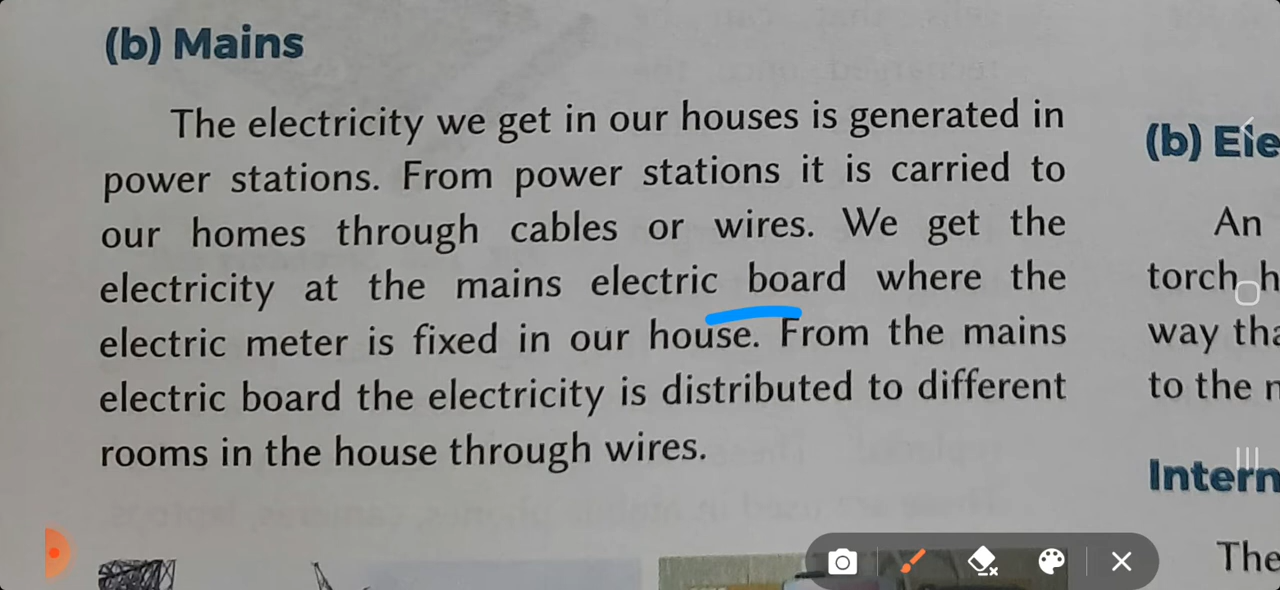 (b) Mains
The electricity we get in our houses is generated in
power stations. From power stations it is carried to
our homes through cables or wires. We get the
electricity at the mains electric board where the
electric meter is fixed in our house. From the mains
electric board the electricity is distributed to different
rooms in the house through wires.
(b) Ele
An
torch h
way tha
to the
Intern
The